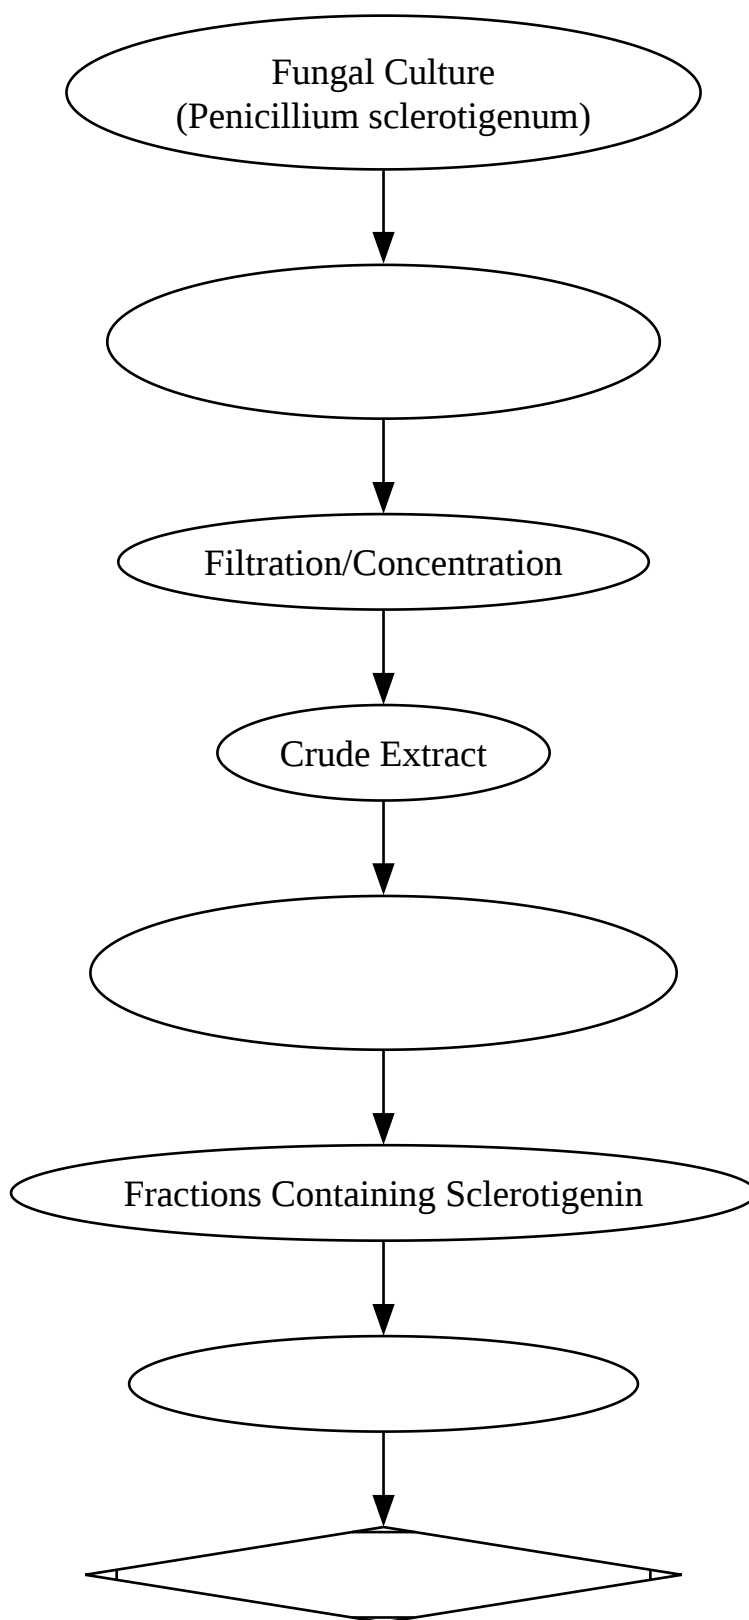 Fungal Culture
(Penicillium sclerotigenum)
Filtration/Concentration
Crude Extract
Fractions Containing Sclerotigenin